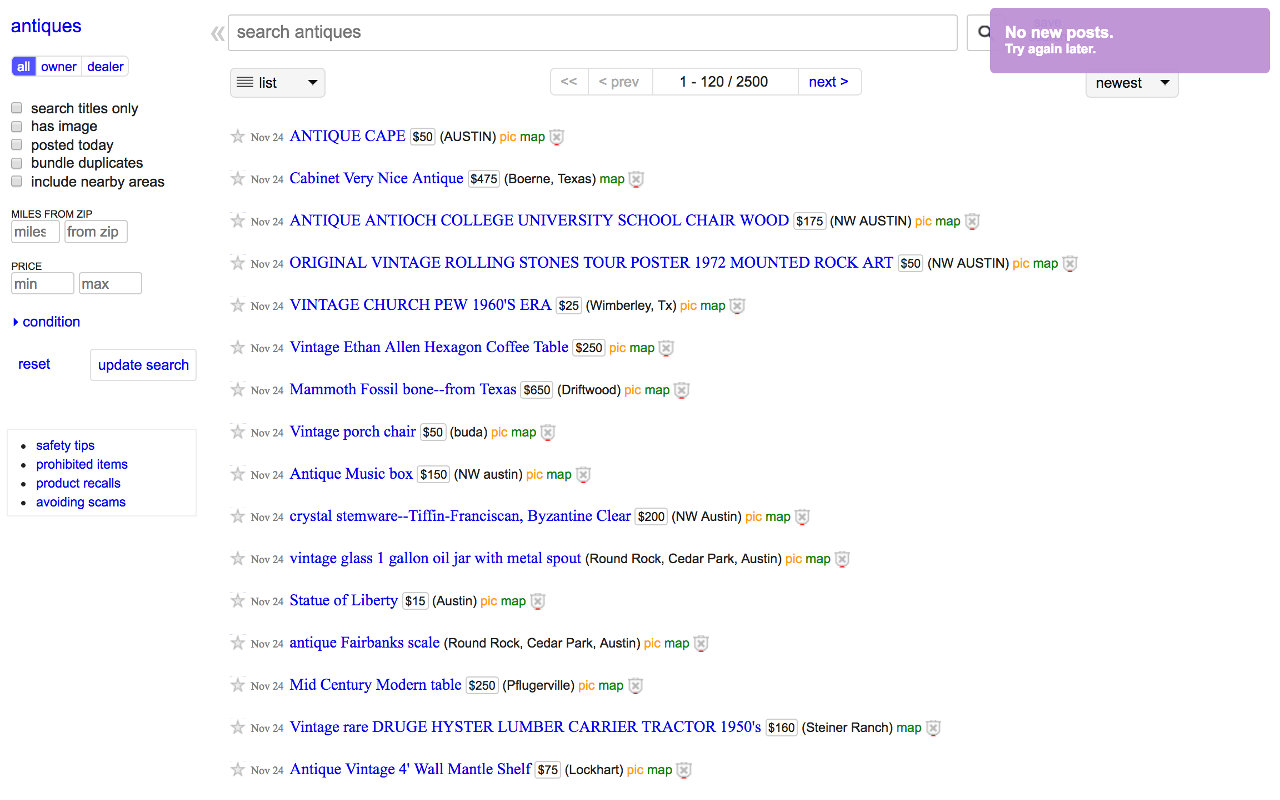 antiques
search antiques
No new posts.
Try again later.
all owner dealer
list
<< < prev 1 - 120 / 2500 next >
newest
search titles only
has image
posted today
bundle duplicates
include nearby areas
MILES FROM ZIP
miles from zip
PRICE
min max
condition
reset update search
safety tips
prohibited items
product recalls
avoiding scams
Nov 24 ANTIQUE CAPE $50 (AUSTIN) pic map
Nov 24 Cabinet Very Nice Antique $475 (Boerne, Texas) map
Nov 24 ANTIQUE ANTIOCH COLLEGE UNIVERSITY SCHOOL CHAIR WOOD $175 (NW AUSTIN) pic map
Nov 24 ORIGINAL VINTAGE ROLLING STONES TOUR POSTER 1972 MOUNTED ROCK ART $50 (NW AUSTIN) pic map
Nov 24 VINTAGE CHURCH PEW 1960'S ERA $25 (Wimberley, Tx) pic map
Nov 24 Vintage Ethan Allen Hexagon Coffee Table $250 pic map
Nov 24 Mammoth Fossil bone--from Texas $650 (Driftwood) pic map
Nov 24 Vintage porch chair $50 (buda) pic map
Nov 24 Antique Music box $150 (NW austin) pic map
Nov 24 crystal stemware--Tiffin-Franciscan, Byzantine Clear $200 (NW Austin) pic map
Nov 24 vintage glass 1 gallon oil jar with metal spout (Round Rock, Cedar Park, Austin) pic map
Nov 24 Statue of Liberty $15 (Austin) pic map
Nov 24 antique Fairbanks scale (Round Rock, Cedar Park, Austin) pic map
Nov 24 Mid Century Modern table $250 (Pflugerville) pic map
Nov 24 Vintage rare DRUGE HYSTER LUMBER CARRIER TRACTOR 1950's $160 (Steiner Ranch) map
Nov 24 Antique Vintage 4' Wall Mantle Shelf $75 (Lockhart) pic map